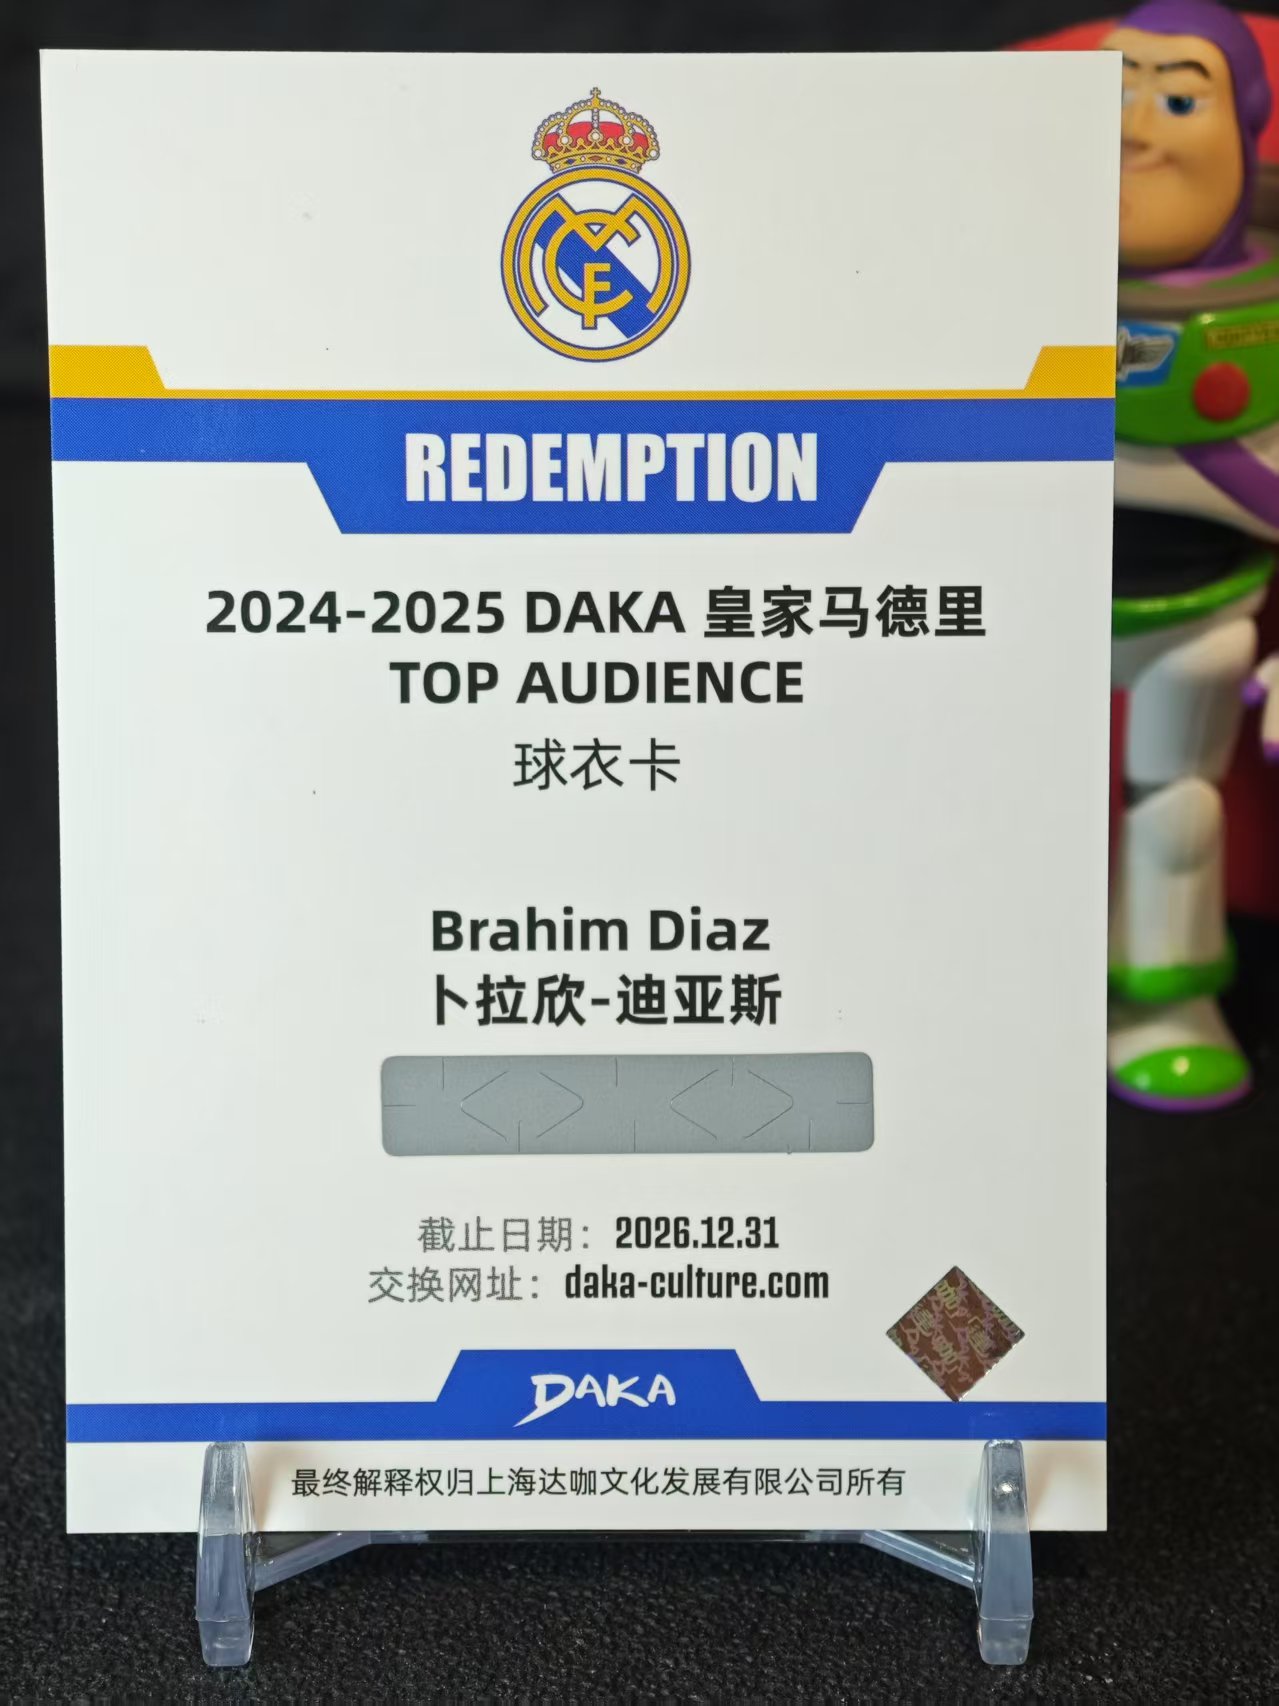 REDEMPTION
2024-2025 DAKA 皇家马德里
TOP AUDIENCE
球衣卡
Brahim Diaz
卜拉欣-迪亚斯
截止日期：2026.12.31
交换网址：daka-culture.com
DAKA
最终解释权归上海达咖文化发展有限公司所有